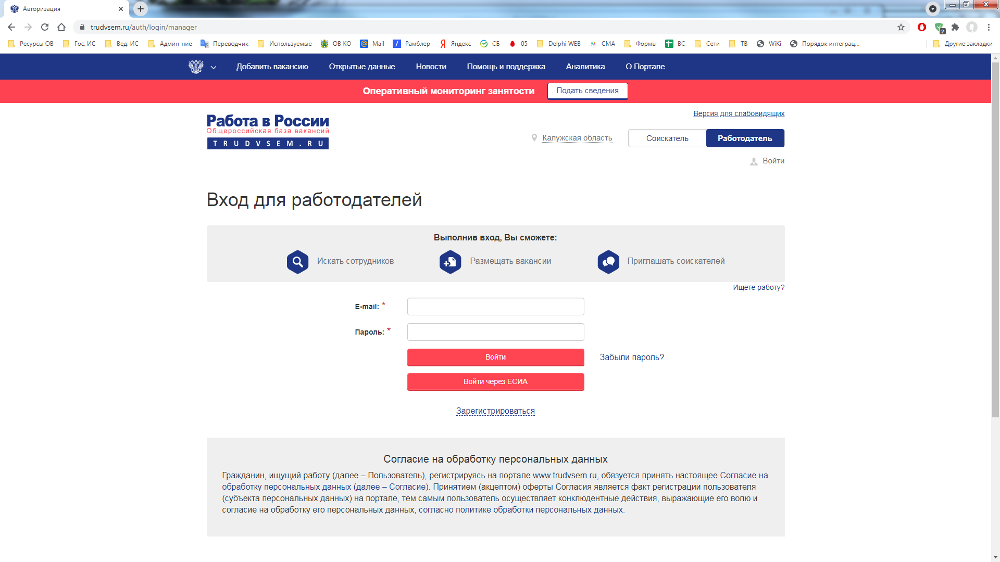 Авторизация
trudvsem.ru/auth/login/manager
2
Ресурсы ОВ Гос. ИС Вед. ИС Админ-ние Переводчик Используемые ОВ КО Mail Рамблер Яндекс СБ 05 Delphi WEB СМА Формы ВС Сети ТВ WiKi Порядок интеграц... Другие закладки
Добавить вакансию Открытые данные Новости Помощь и поддержка Аналитика О Портале
Оперативный мониторинг занятости Подать сведения
Версия для слабовидящих
Работа в России
Общероссийская база вакансий
TRUDVSEM.RU
Калужская область Соискатель Работодатель
Войти
Вход для работодателей
Выполнив вход, Вы сможете:
Искать сотрудников Размещать вакансии Приглашать соискателей
Ищете работу?
E-mail: *
Пароль: *
Войти Забыли пароль?
Войти через ЕСИА
Зарегистрироваться
Согласие на обработку персональных данных
Гражданин, ищущий работу (далее – Пользователь), регистрируясь на портале www.trudvsem.ru, обязуется принять настоящее Согласие на
обработку персональных данных (далее – Согласие). Принятием (акцептом) оферты Согласия является факт регистрации пользователя
(субъекта персональных данных) на портале, тем самым пользователь осуществляет конклюдентные действия, выражающие его волю и
согласие на обработку его персональных данных, согласно политике обработки персональных данных.